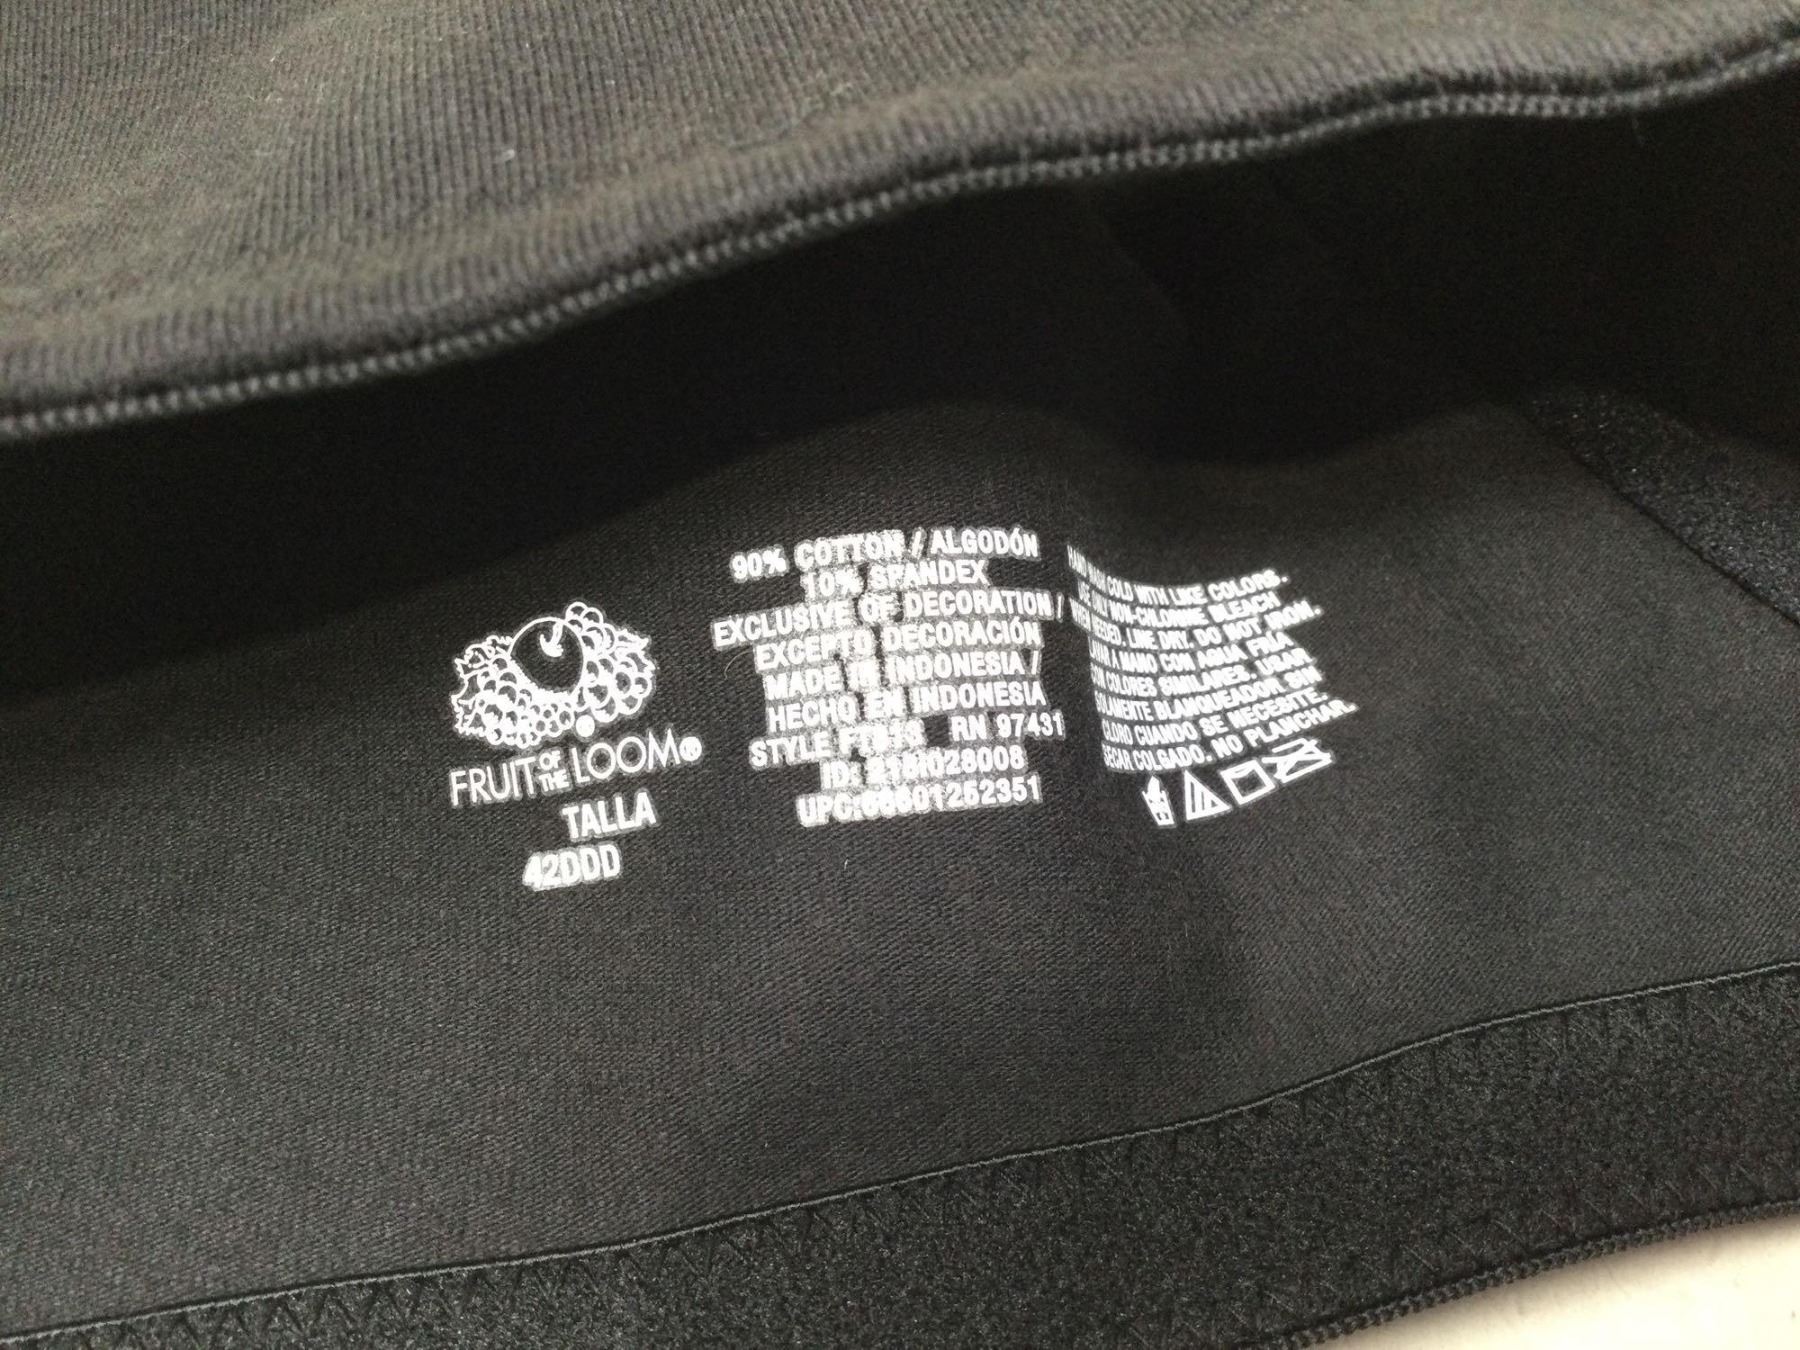 FRUIT OF THE LOOM®
TALLA
42DDD
90% COTTON / ALGODÓN
10% SPANDEX
EXCLUSIVE OF DECORATION /
EXCEPTO DECORACIÓN
MADE IN INDONESIA /
HECHO EN INDONESIA
STYLE RN 97431
ID:
WASH COLD WITH LIKE COLORS.
USE ONLY NON-CHLORINE BLEACH
WHEN NEEDED. LINE DRY. DO NOT IRON.
LAVAR A MANO CON AGUA FRÍA
CON COLORES SIMILARES. USAR
SOLAMENTE BLANQUEADOR SIN
CLORO CUANDO SE NECESITE.
SECAR COLGADO. NO PLANCHAR.